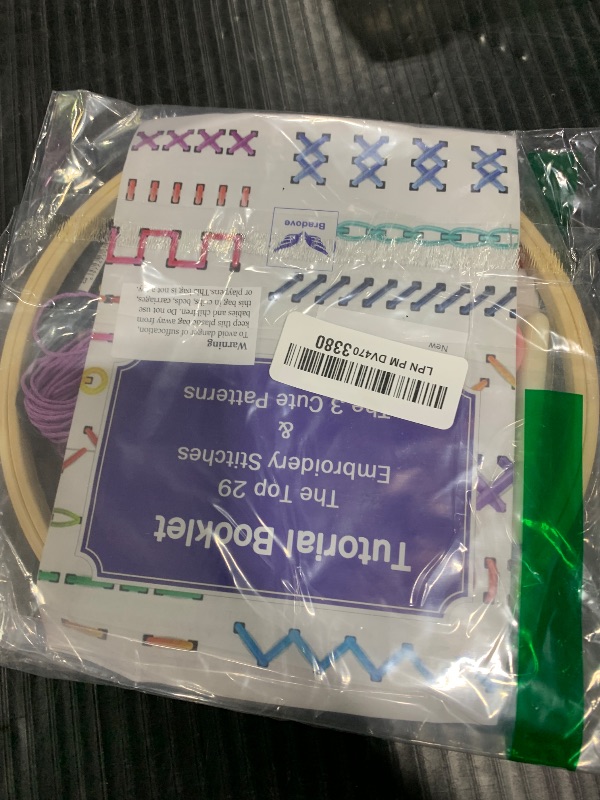 Tutorial Booklet
The Top 29
Embroidery Stitches
&
The 3 Cute Patterns
LPN PM DV470 3380
New
Warning
To avoid danger of suffocation,
keep this plastic bag away from
babies and children. Do not use
this bag in cribs, beds, carriages,
or playpens. This bag is not a
Bradove